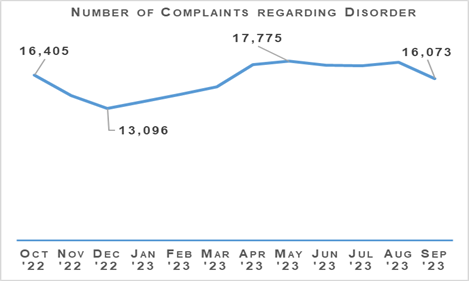 Number of Complaints regarding Disorder
16,405
17,775
16,073
13,096
Oct Nov Dec Jan Feb Mar Apr May Jun Jul Aug Sep
'22 '22 '22 '23 '23 '23 '23 '23 '23 '23 '23 '23